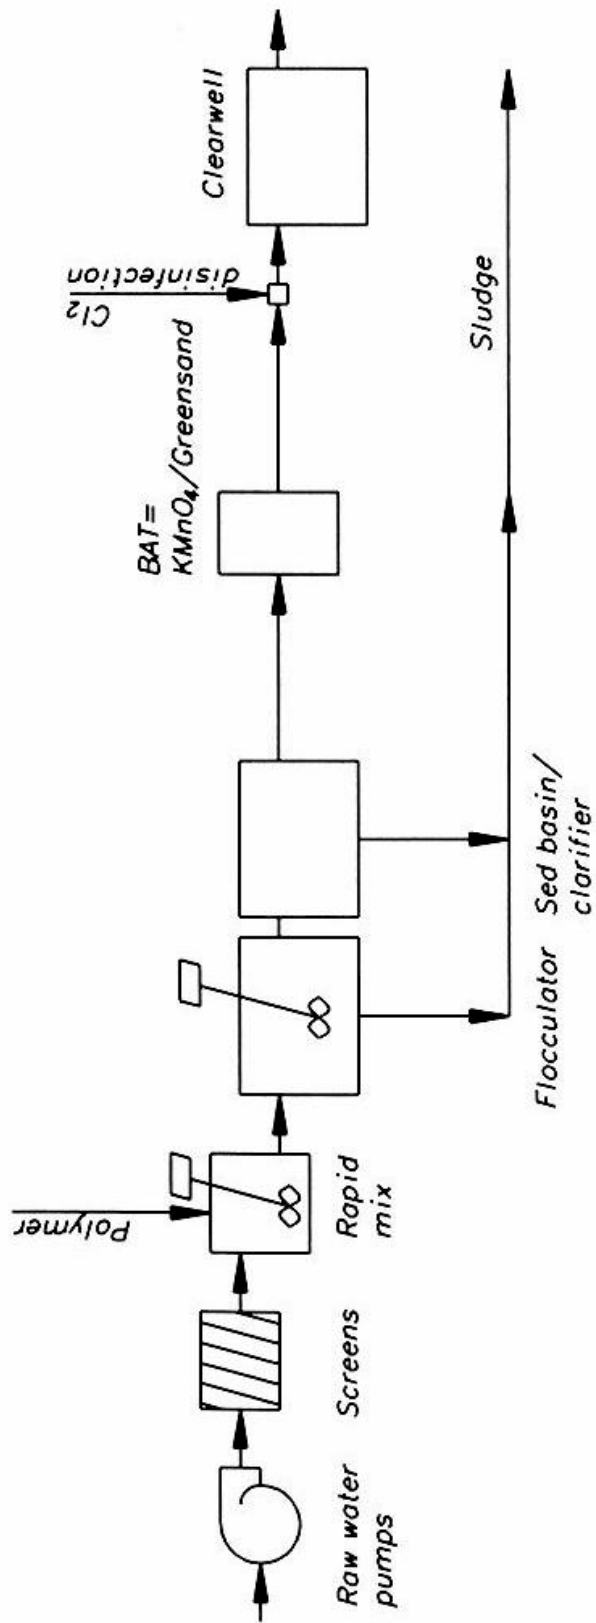 Raw water
pumps
Screens
Polymer
Rapid
mix
Flocculator
Sed basin/
clarifier
BAT=
KMnO₄/Greensand
Cl₂
disinfection
Clearwell
Sludge